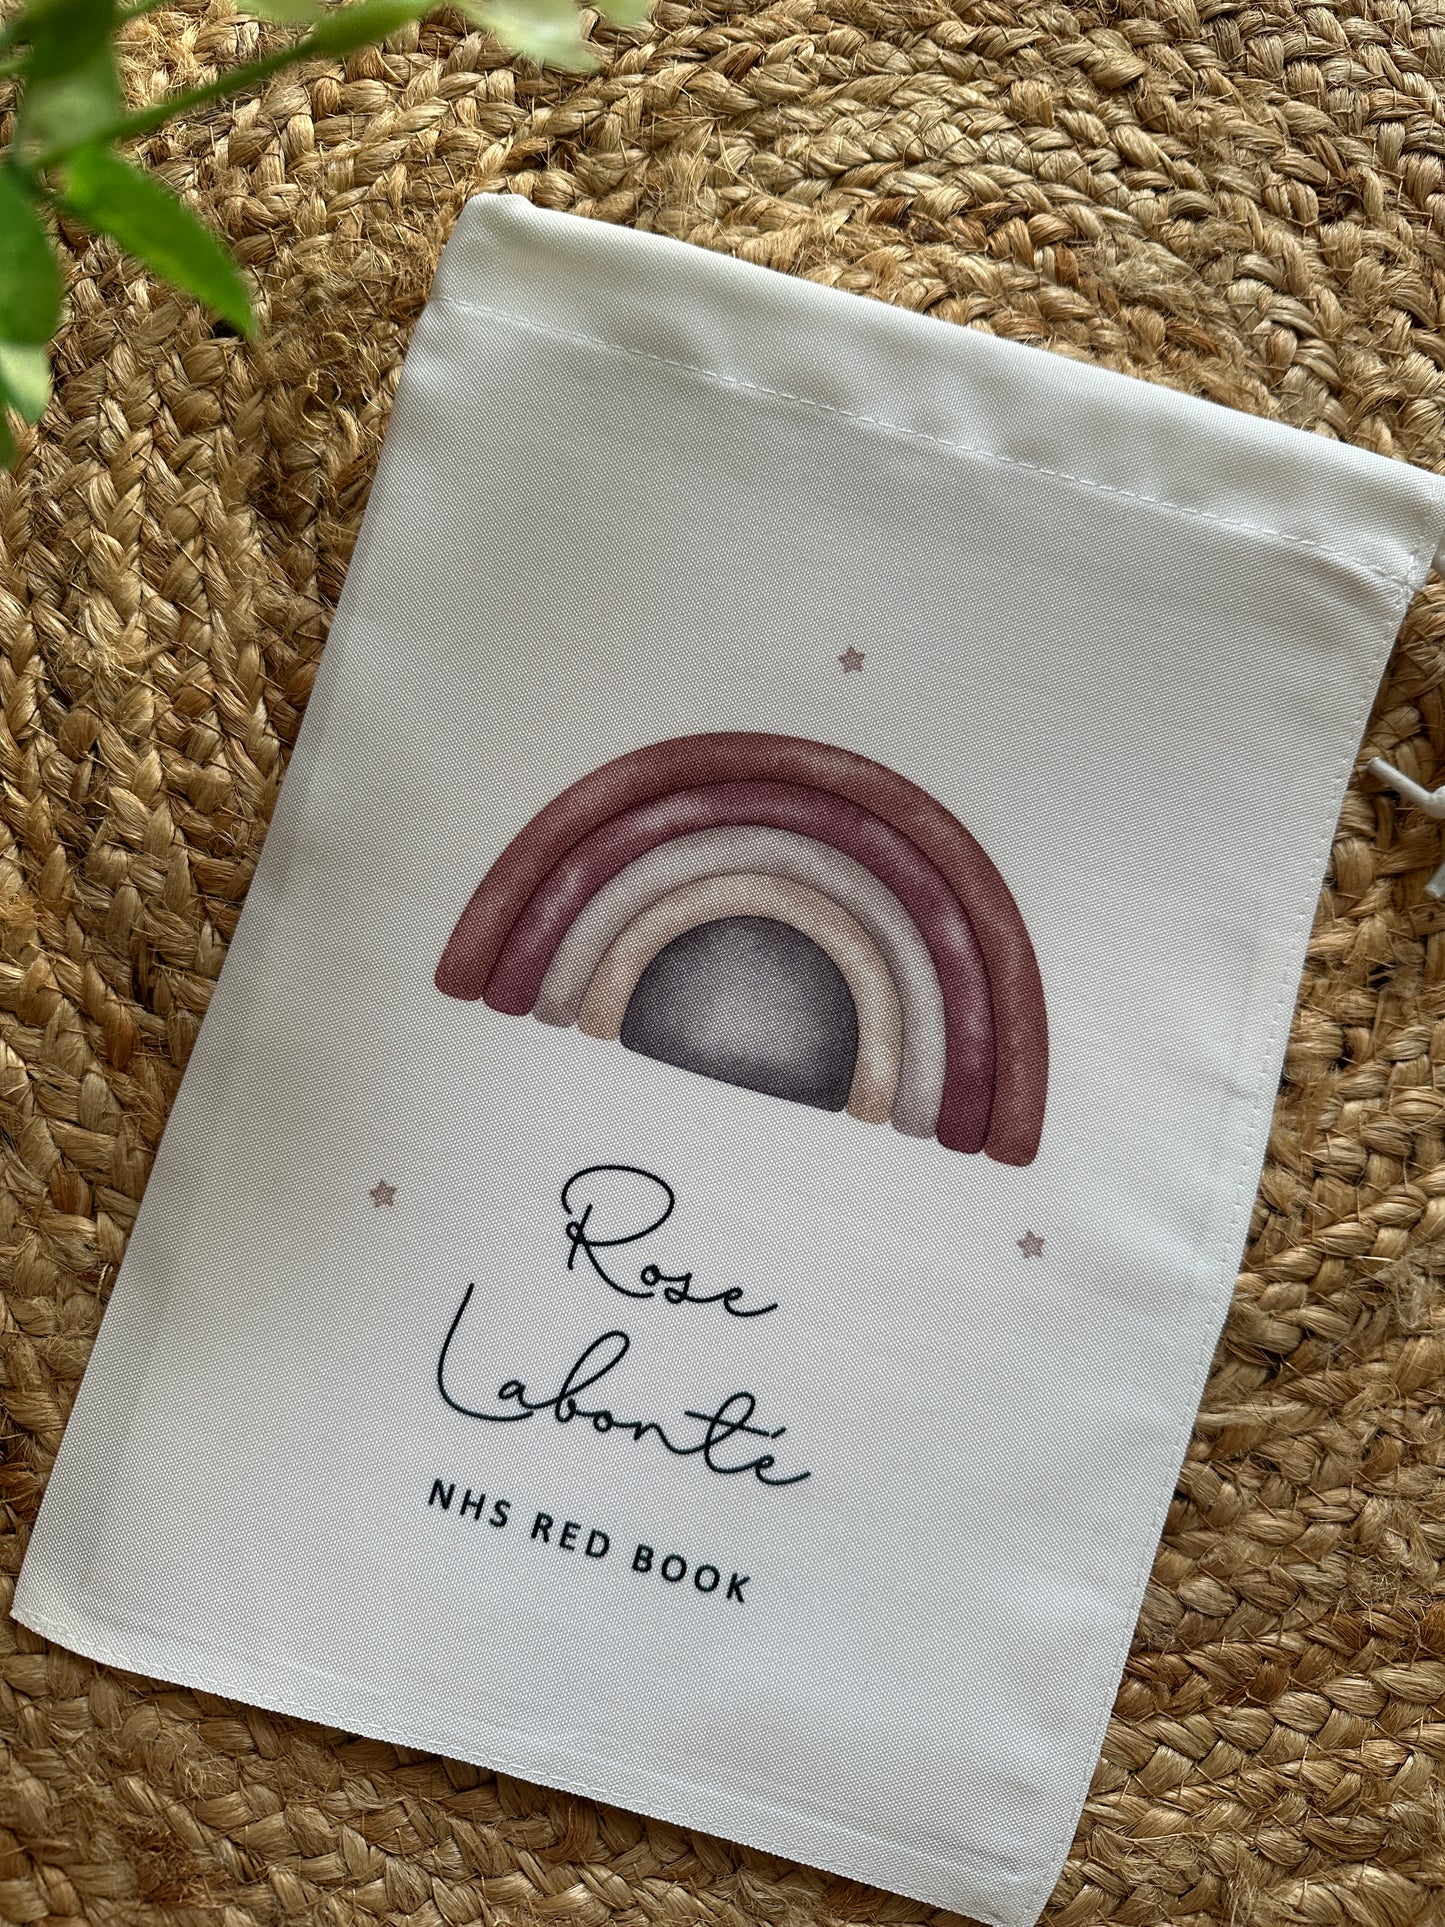 Rose
Labonté
NHS RED BOOK